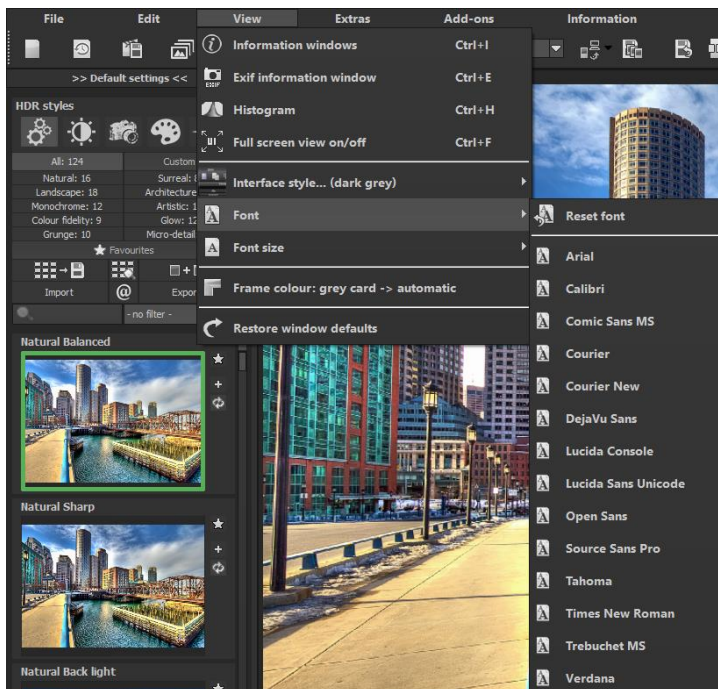 File Edit View Extras Add-ons Information
>> Default settings <<
HDR styles
All: 124 Custom
Natural: 16 Surreal:
Landscape: 18 Architecture
Monochrome: 12 Artistic: 1
Colour fidelity: 9 Glow: 12
Grunge: 10 Micro-detail
Favourites
Import @ Expor
- no filter -
Natural Balanced
Natural Sharp
Natural Back light
Information windows Ctrl+I
EXIF
Exif information window Ctrl+E
Histogram Ctrl+H
Full screen view on/off Ctrl+F
Interface style... (dark grey)
Font
Font size
Frame colour: grey card -> automatic
Restore window defaults
Reset font
Arial
Calibri
Comic Sans MS
Courier
Courier New
DejaVu Sans
Lucida Console
Lucida Sans Unicode
Open Sans
Source Sans Pro
Tahoma
Times New Roman
Trebuchet MS
Verdana